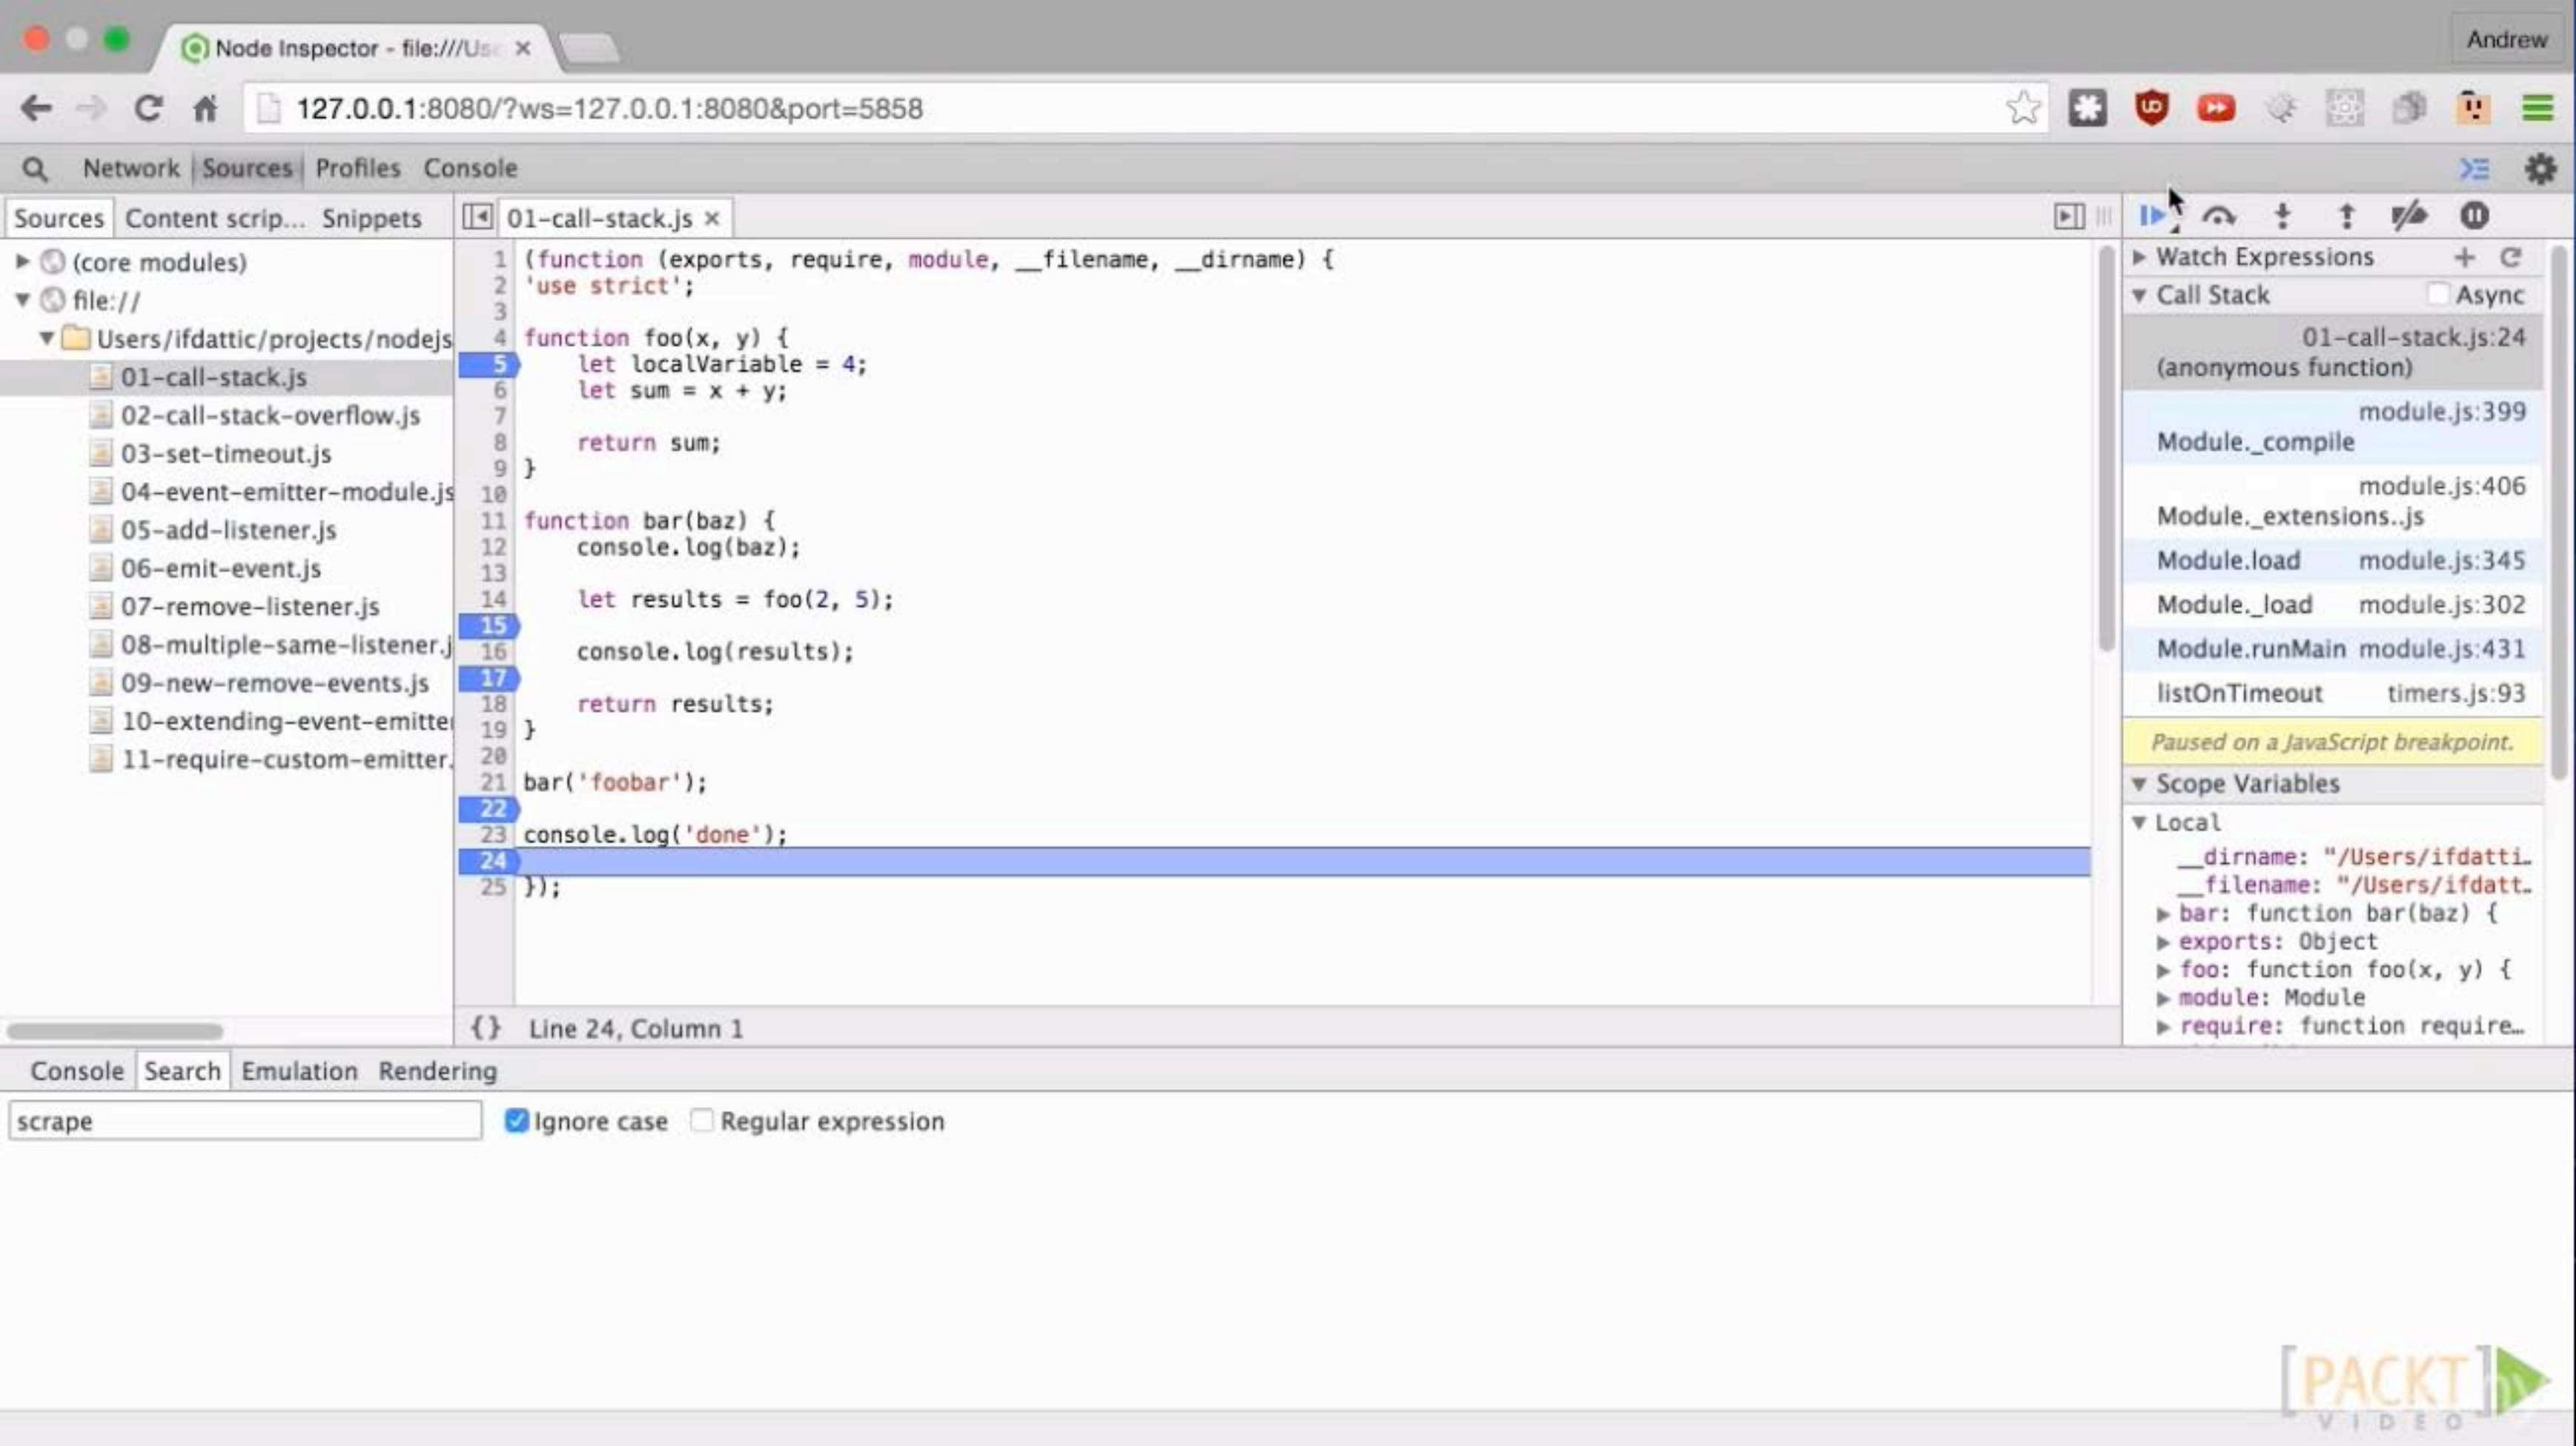 Node Inspector - file:///Us
Andrew
127.0.0.1:8080/?ws=127.0.0.1:8080&port=5858
Network Sources Profiles Console
Sources Content scrip... Snippets
(core modules)
file://
Users/ifdattic/projects/nodejs
01-call-stack.js
02-call-stack-overflow.js
03-set-timeout.js
04-event-emitter-module.js
05-add-listener.js
06-emit-event.js
07-remove-listener.js
08-multiple-same-listener.j
09-new-remove-events.js
10-extending-event-emitte
11-require-custom-emitter.
01-call-stack.js
1 (function (exports, require, module, __filename, __dirname) {
2 'use strict';
3
4 function foo(x, y) {
5 let localVariable = 4;
6 let sum = x + y;
7
8 return sum;
9 }
10
11 function bar(baz) {
12 console.log(baz);
13
14 let results = foo(2, 5);
15
16 console.log(results);
17
18 return results;
19 }
20
21 bar('foobar');
22
23 console.log('done');
24
25 });
{} Line 24, Column 1
Watch Expressions
Call Stack Async
01-call-stack.js:24
(anonymous function)
module.js:399
Module._compile
module.js:406
Module._extensions..js
Module.load module.js:345
Module._load module.js:302
Module.runMain module.js:431
listOnTimeout timers.js:93
Paused on a JavaScript breakpoint.
Scope Variables
Local
__dirname: "/Users/ifdatti…
__filename: "/Users/ifdatt…
bar: function bar(baz) {
exports: Object
foo: function foo(x, y) {
module: Module
require: function require…
Console Search Emulation Rendering
scrape
Ignore case Regular expression
[PACKT]
VIDEO